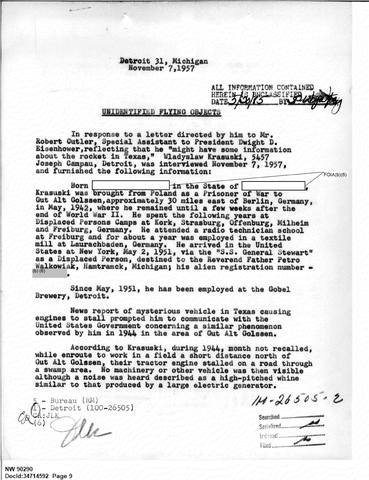 Detroit 31, Michigan
November 7, 1957
ALL INFORMATION CONTAINED
HEREIN IS UNCLASSIFIED
DATE BY
UNIDENTIFIED FLYING OBJECTS
In response to a letter directed by him to Mr.
Robert Cutler, Special Assistant to President Dwight D.
Eisenhower, reflecting that he "might have some information
about the rocket in Texas," Wladyslaw Krasuski, 5457
Joseph Campau, Detroit, was interviewed November 7, 1957,
and furnished the following information:
FOIA(b)(6)
Born in the State of
Krasuski was brought from Poland as a Prisoner of War to
Gut Alt Golssen, approximately 30 miles east of Berlin, Germany,
in May, 1942, where he remained until a few weeks after the
end of World War II. He spent the following years at
Displaced Persons Camps at Kork, Strasburg, Offenburg, Milheim
and Freiburg, Germany. He attended a radio technician school
at Freiburg and for about a year was employed in a textile
mill at Laurachbaden, Germany. He arrived in the United
States at New York, May 2, 1951, via the "S.S. General Stewart"
as a Displaced Person, destined to the Reverend Father Petro
Walkowiak, Hamtramck, Michigan; his alien registration number -
(b)(6)
Since May, 1951, he has been employed at the Gobel
Brewery, Detroit.
News report of mysterious vehicle in Texas causing
engines to stall prompted him to communicate with the
United States Government concerning a similar phenomenon
observed by him in 1944 in the area of Gut Alt Golssen.
According to Krasuski, during 1944, month not recalled,
while enroute to work in a field a short distance north of
Gut Alt Golssen, their tractor engine stalled on a road through
a swamp area. No machinery or other vehicle was then visible
although a noise was heard described as a high-pitched whine
similar to that produced by a large electric generator.
5 - Bureau (RM)
1 - Detroit (100-26505)
:JLK
(6)
-26505-2
Searched
Serialized
Indexed
Filed
NW 90290
DocId:34714592 Page 9